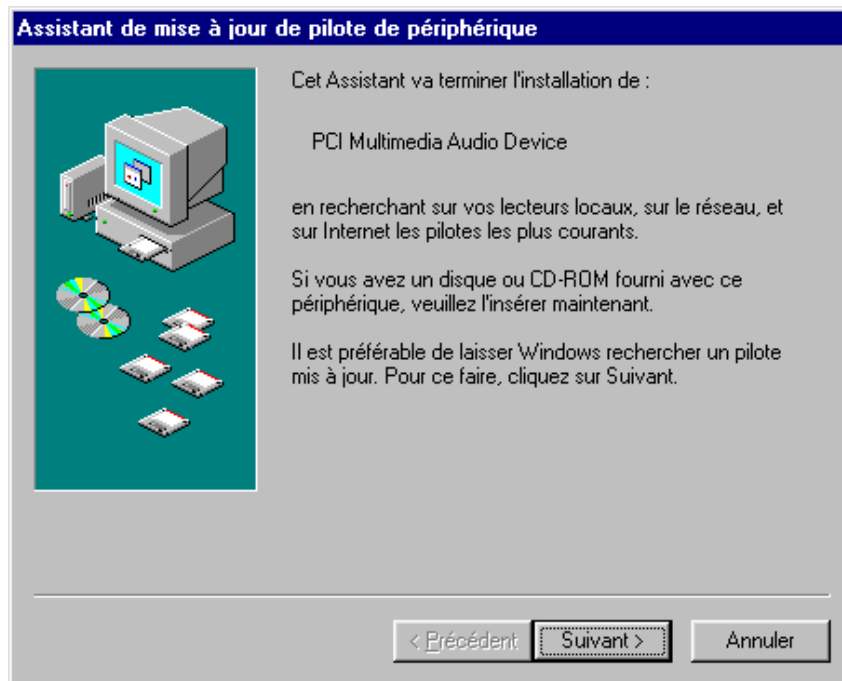 Assistant de mise à jour de pilote de périphérique
Cet Assistant va terminer l'installation de :
PCI Multimedia Audio Device
en recherchant sur vos lecteurs locaux, sur le réseau, et
sur Internet les pilotes les plus courants.
Si vous avez un disque ou CD-ROM fourni avec ce
périphérique, veuillez l'insérer maintenant.
Il est préférable de laisser Windows rechercher un pilote
mis à jour. Pour ce faire, cliquez sur Suivant.
< Précédent Suivant > Annuler